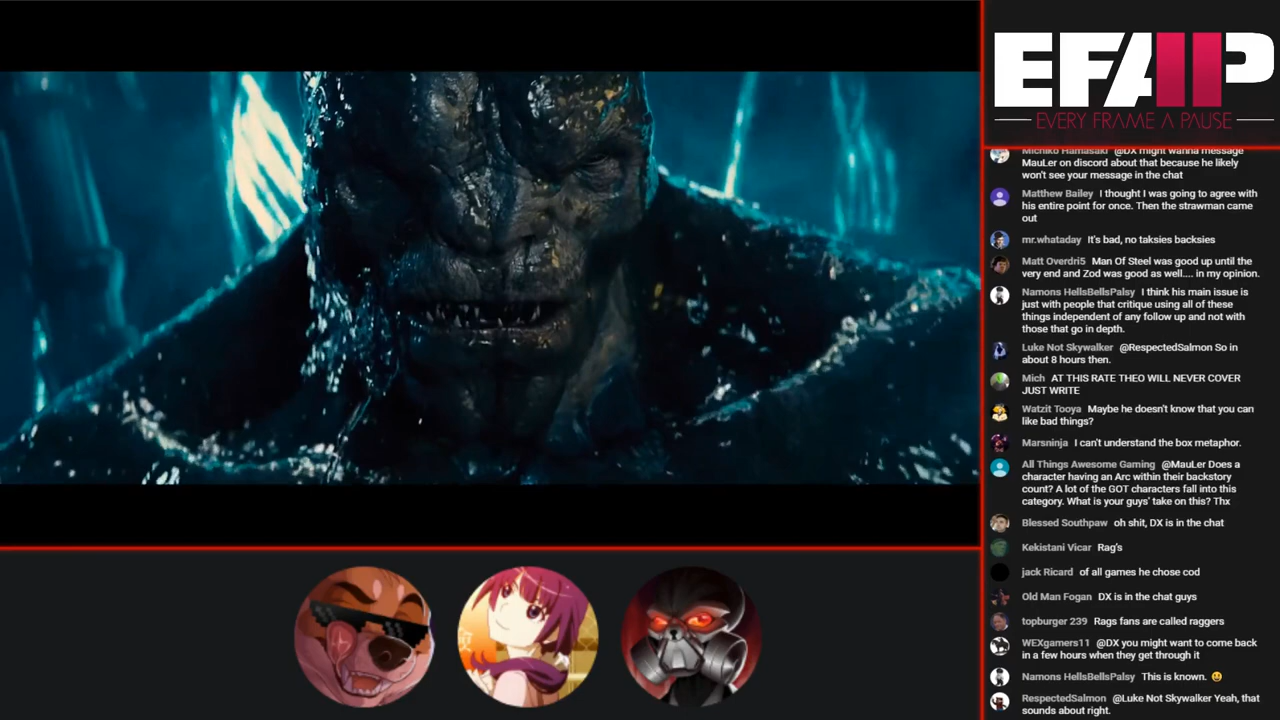 EFAP
EVERY FRAME A PAUSE
Michiko Hamasaki @DX might wanna message
MauLer on discord about that because he likely
won't see your message in the chat
Matthew Bailey I thought I was going to agree with
his entire point for once. Then the strawman came
out
mr.whataday It's bad, no taksies backsies
Matt Overdri5 Man Of Steel was good up until the
very end and Zod was good as well.... in my opinion.
Namons HellsBellsPalsy I think his main issue is
just with people that critique using all of these
things independent of any follow up and not with
those that go in depth.
Luke Not Skywalker @RespectedSalmon So in
about 8 hours then.
Mich AT THIS RATE THEO WILL NEVER COVER
JUST WRITE
Watzit Tooya Maybe he doesn't know that you can
like bad things?
Marsninja I can't understand the box metaphor.
All Things Awesome Gaming @MauLer Does a
character having an Arc within their backstory
count? A lot of the GOT characters fall into this
category. What is your guys' take on this? Thx
Blessed Southpaw oh shit, DX is in the chat
Kekistani Vicar Rag's
jack Ricard of all games he chose cod
Old Man Fogan DX is in the chat guys
topburger 239 Rags fans are called raggers
WEXgamers11 @DX you might want to come back
in a few hours when they get through it
Namons HellsBellsPalsy This is known. 😃
RespectedSalmon @Luke Not Skywalker Yeah, that
sounds about right.